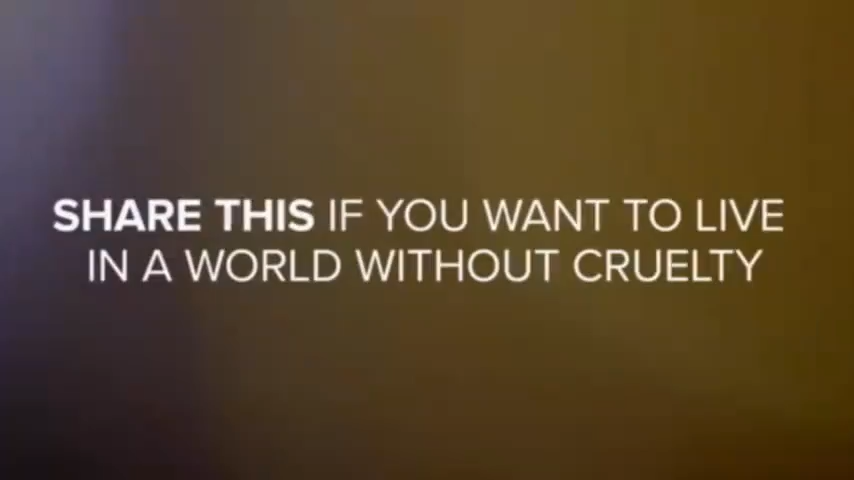 SHARE THIS IF YOU WANT TO LIVE
IN A WORLD WITHOUT CRUELTY